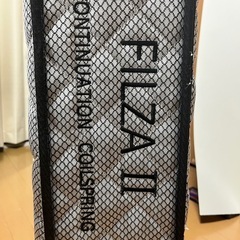 FILZA II
CONTINUATION COILSPRING